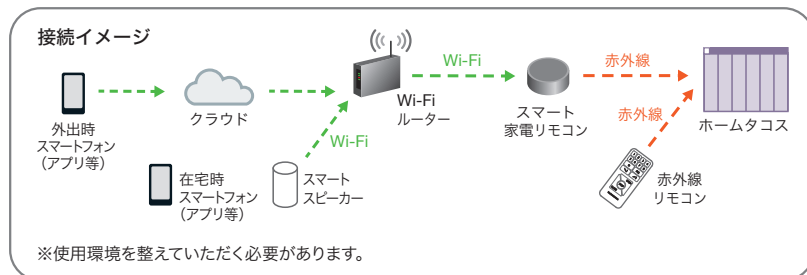 接続イメージ
外出時
スマートフォン
（アプリ等）
クラウド
在宅時
スマートフォン
（アプリ等）
スマート
スピーカー
Wi-Fi
Wi-Fi
ルーター
Wi-Fi
スマート
家電リモコン
赤外線
赤外線
赤外線
リモコン
ホームタコス
※使用環境を整えていただく必要があります。